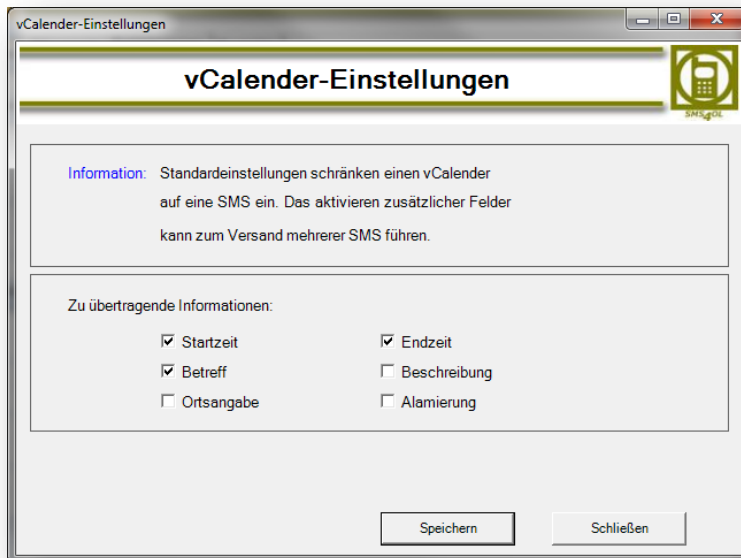 vCalender-Einstellungen
vCalender-Einstellungen
SMS4OL
Information: Standardeinstellungen schränken einen vCalender
auf eine SMS ein. Das aktivieren zusätzlicher Felder
kann zum Versand mehrerer SMS führen.
Zu übertragende Informationen:
Startzeit Endzeit
Betreff Beschreibung
Ortsangabe Alamierung
Speichern Schließen